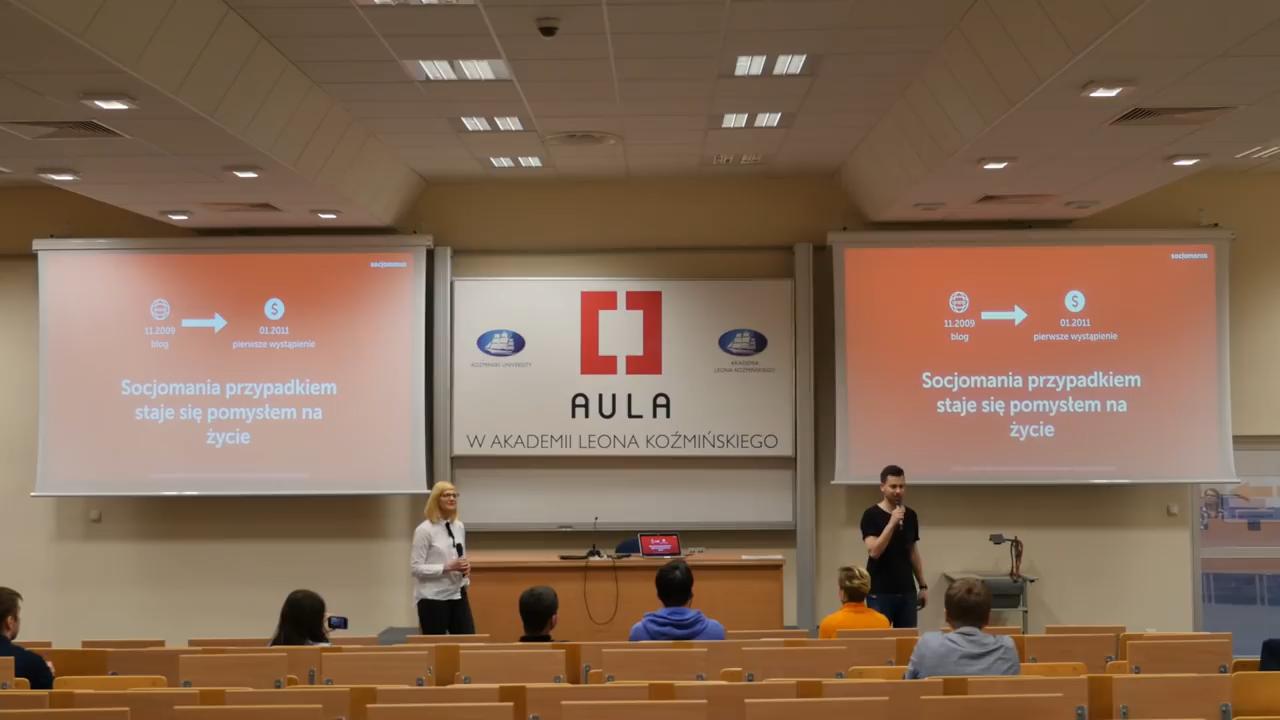 socjomania
11.2009
blog
$
01.2011
pierwsze wystąpienie
Socjomania przypadkiem
staje się pomysłem na
życie
KOZMINSKI UNIVERSITY
AKADEMIA
LEONA KOŹMIŃSKIEGO
AULA
W AKADEMII LEONA KOŹMIŃSKIEGO
socjomania
11.2009
blog
$
01.2011
pierwsze wystąpienie
Socjomania przypadkiem
staje się pomysłem na
życie